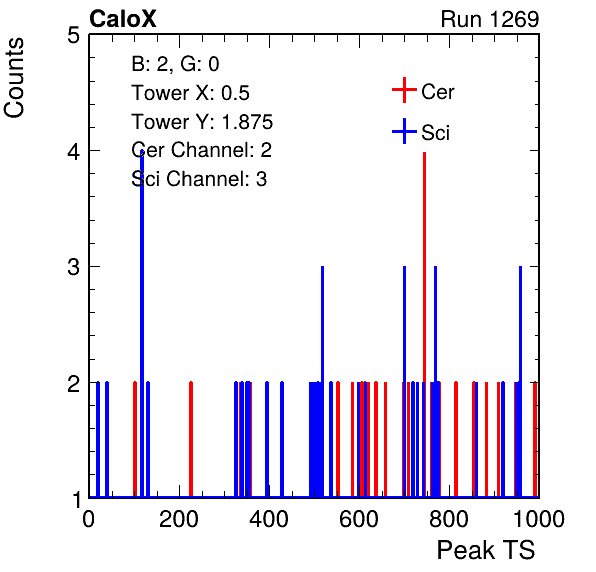 CaloX Run 1269
Counts
5
B: 2, G: 0
Tower X: 0.5
Tower Y: 1.875
Cer Channel: 2
Sci Channel: 3
Cer
Sci
4
3
2
1
0 200 400 600 800 1000
Peak TS